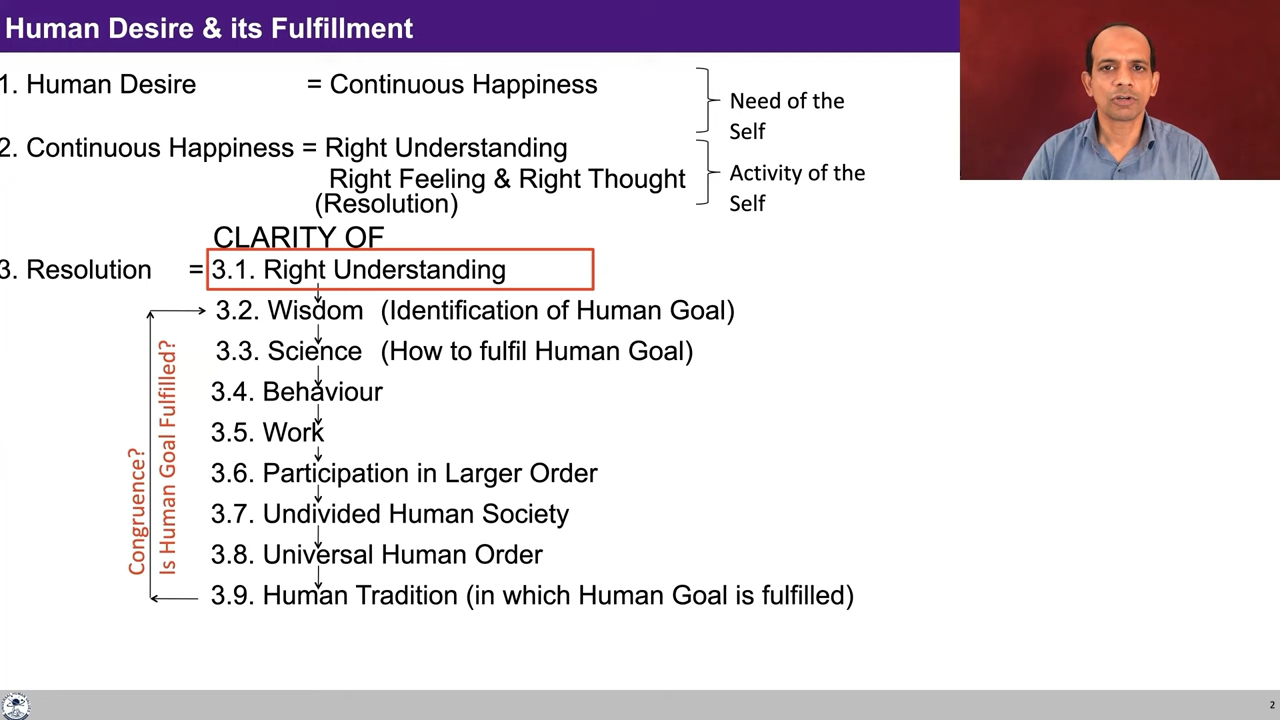 Human Desire & its Fulfillment
1. Human Desire = Continuous Happiness
Need of the
Self
2. Continuous Happiness = Right Understanding
Right Feeling & Right Thought
(Resolution)
Activity of the
Self
CLARITY OF
3. Resolution = 3.1. Right Understanding
3.2. Wisdom (Identification of Human Goal)
3.3. Science (How to fulfil Human Goal)
3.4. Behaviour
3.5. Work
3.6. Participation in Larger Order
3.7. Undivided Human Society
3.8. Universal Human Order
3.9. Human Tradition (in which Human Goal is fulfilled)
Congruence?
Is Human Goal Fulfilled?
2